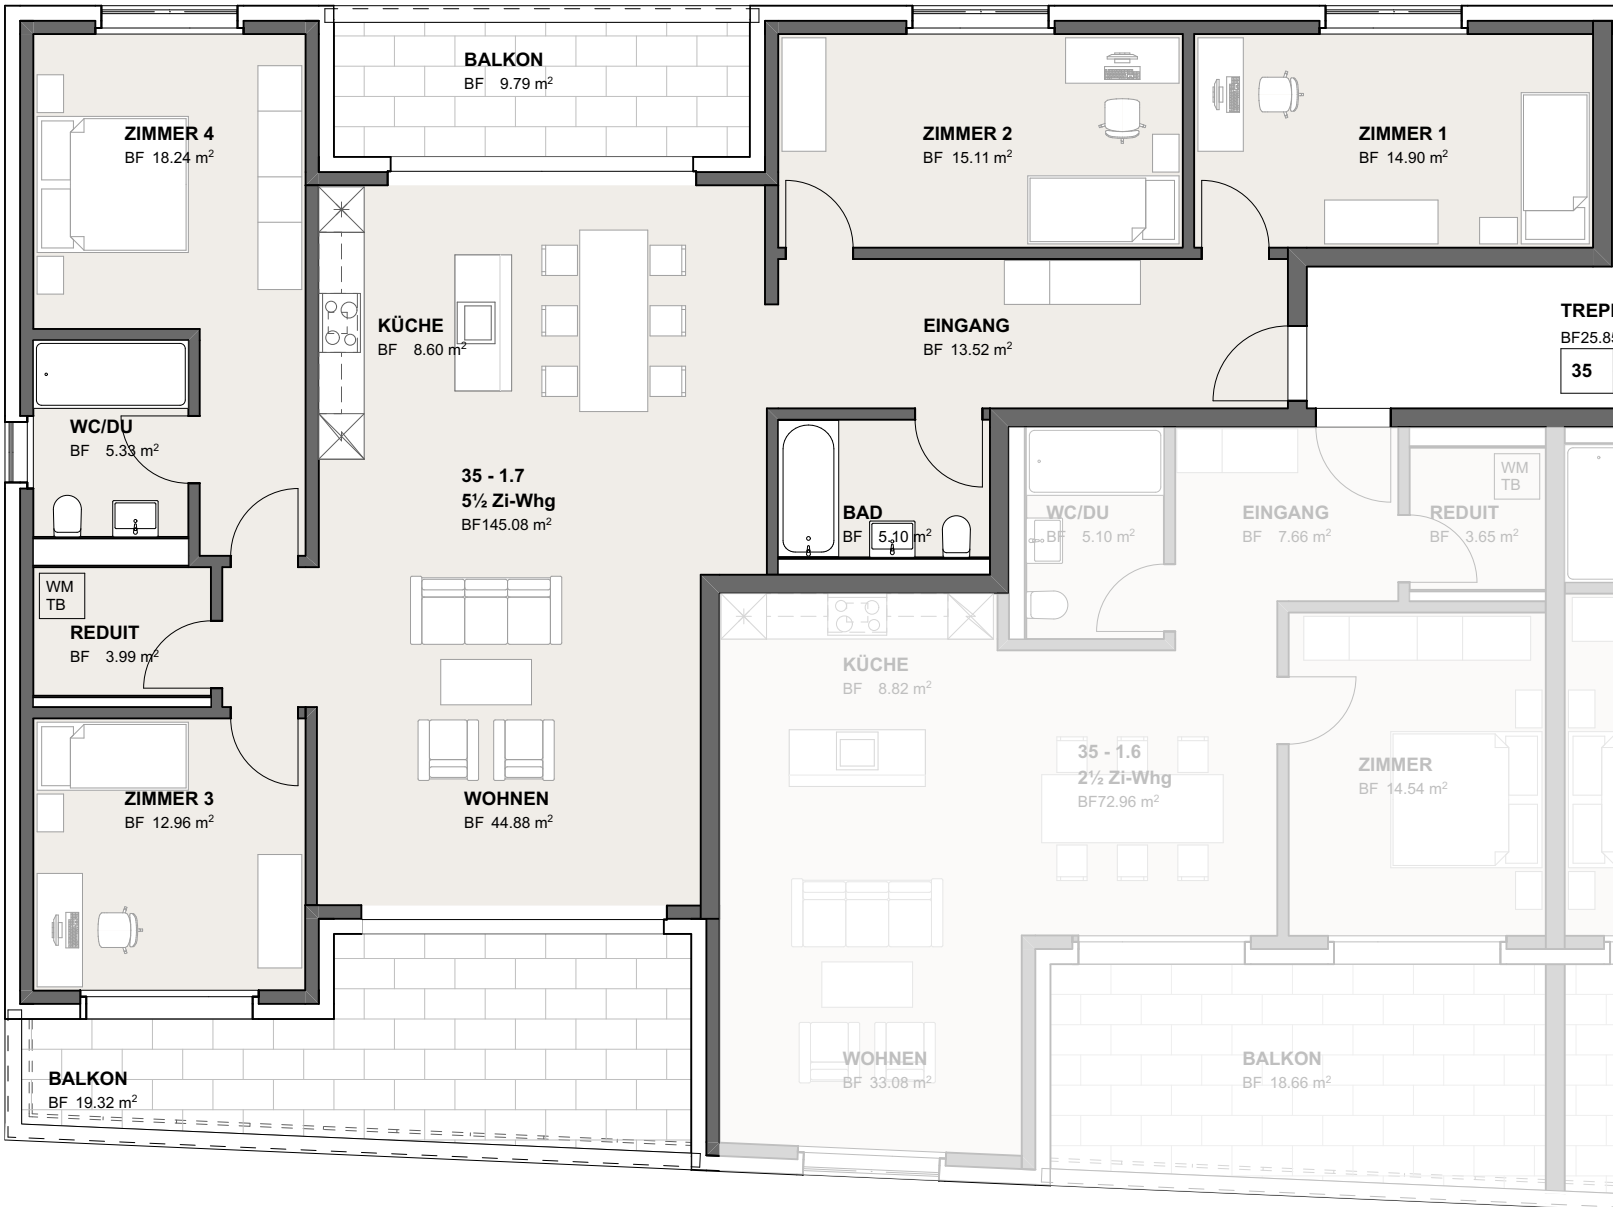 BALKON
BF 9.79 m²
ZIMMER 4
BF 18.24 m²
ZIMMER 2
BF 15.11 m²
ZIMMER 1
BF 14.90 m²
KÜCHE
BF 8.60 m²
EINGANG
BF 13.52 m²
BF25.85
35
WC/DU
BF 5.33 m²
35 - 1.7
5½ Zi-Whg
BF145.08 m²
BAD
BF 5.10 m²
WC/DU
BF 5.10 m²
EINGANG
BF 7.66 m²
WM
TB
REDUIT
BF 3.65 m²
WM
TB
REDUIT
BF 3.99 m²
KÜCHE
BF 8.82 m²
35 - 1.6
2½ Zi-Whg
BF72.96 m²
ZIMMER
BF 14.54 m²
ZIMMER 3
BF 12.96 m²
WOHNEN
BF 44.88 m²
WOHNEN
BF 33.08 m²
BALKON
BF 18.66 m²
BALKON
BF 19.32 m²